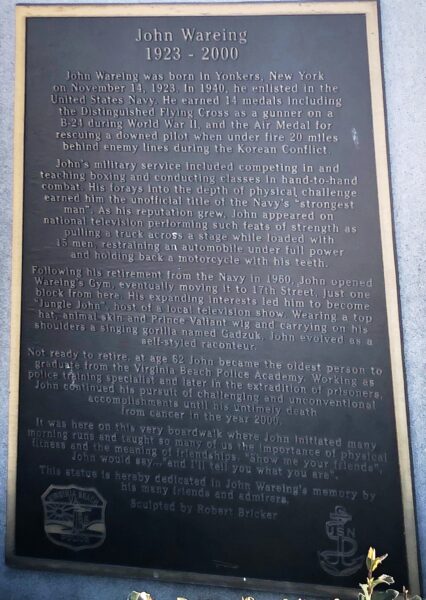 John Wareing
1923 - 2000
John Wareing was born in Yonkers, New York
on November 14, 1923. In 1940, he enlisted in the
United States Navy. He earned 14 medals including
the Distinguished Flying Cross as a gunner on a
B-24 during World War II, and the Air Medal for
rescuing a downed pilot when under fire 20 miles
behind enemy lines during the Korean Conflict.
John's military service included competing in and
teaching boxing and conducting classes in hand-to-hand
combat. His forays into the depth of physical challenge
earned him the unofficial title of the Navy's "strongest
man". As his reputation grew, John appeared on
national television performing such feats of strength as
pulling a truck across a stage while loaded with
15 men, restraining an automobile under full power
and holding back a motorcycle with his teeth.
Following his retirement from the Navy in 1960, John opened
Wareing's Gym, eventually moving it to 17th Street, just one
block from here. His expanding interests led him to become
"Jungle John", host of a local television show. Wearing a top
hat, animal skin and Prince Valiant wig and carrying on his
shoulders a singing gorilla named Gadzuk, John evolved as a
self-styled raconteur.
Not ready to retire, at age 62 John became the oldest person to
graduate from the Virginia Beach Police Academy. Working as
police training specialist and later in the extradition of prisoners,
John continued his pursuit of challenging and unconventional
accomplishments until his untimely death
from cancer in the year 2000.
It was here on this very boardwalk where John initiated many
morning runs and taught so many of us the importance of physical
fitness and the meaning of friendships. "Show me your friends",
John would say..."and I'll tell you what you are".
This statue is hereby dedicated in John Wareing's memory by
his many friends and admirers.
Sculpted by Robert Bricker
VIRGINIA BEACH
USN